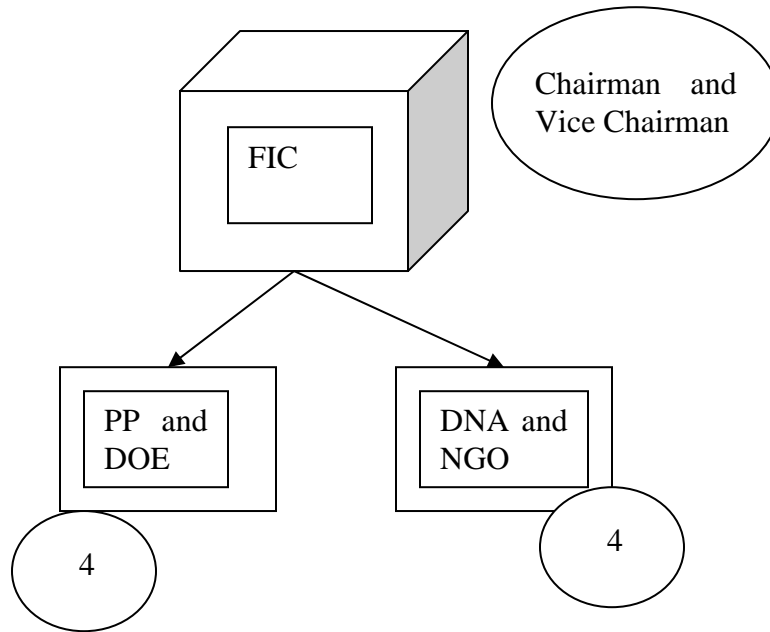 Chairman and
Vice Chairman
FIC
PP and
DOE
DNA and
NGO
4
4